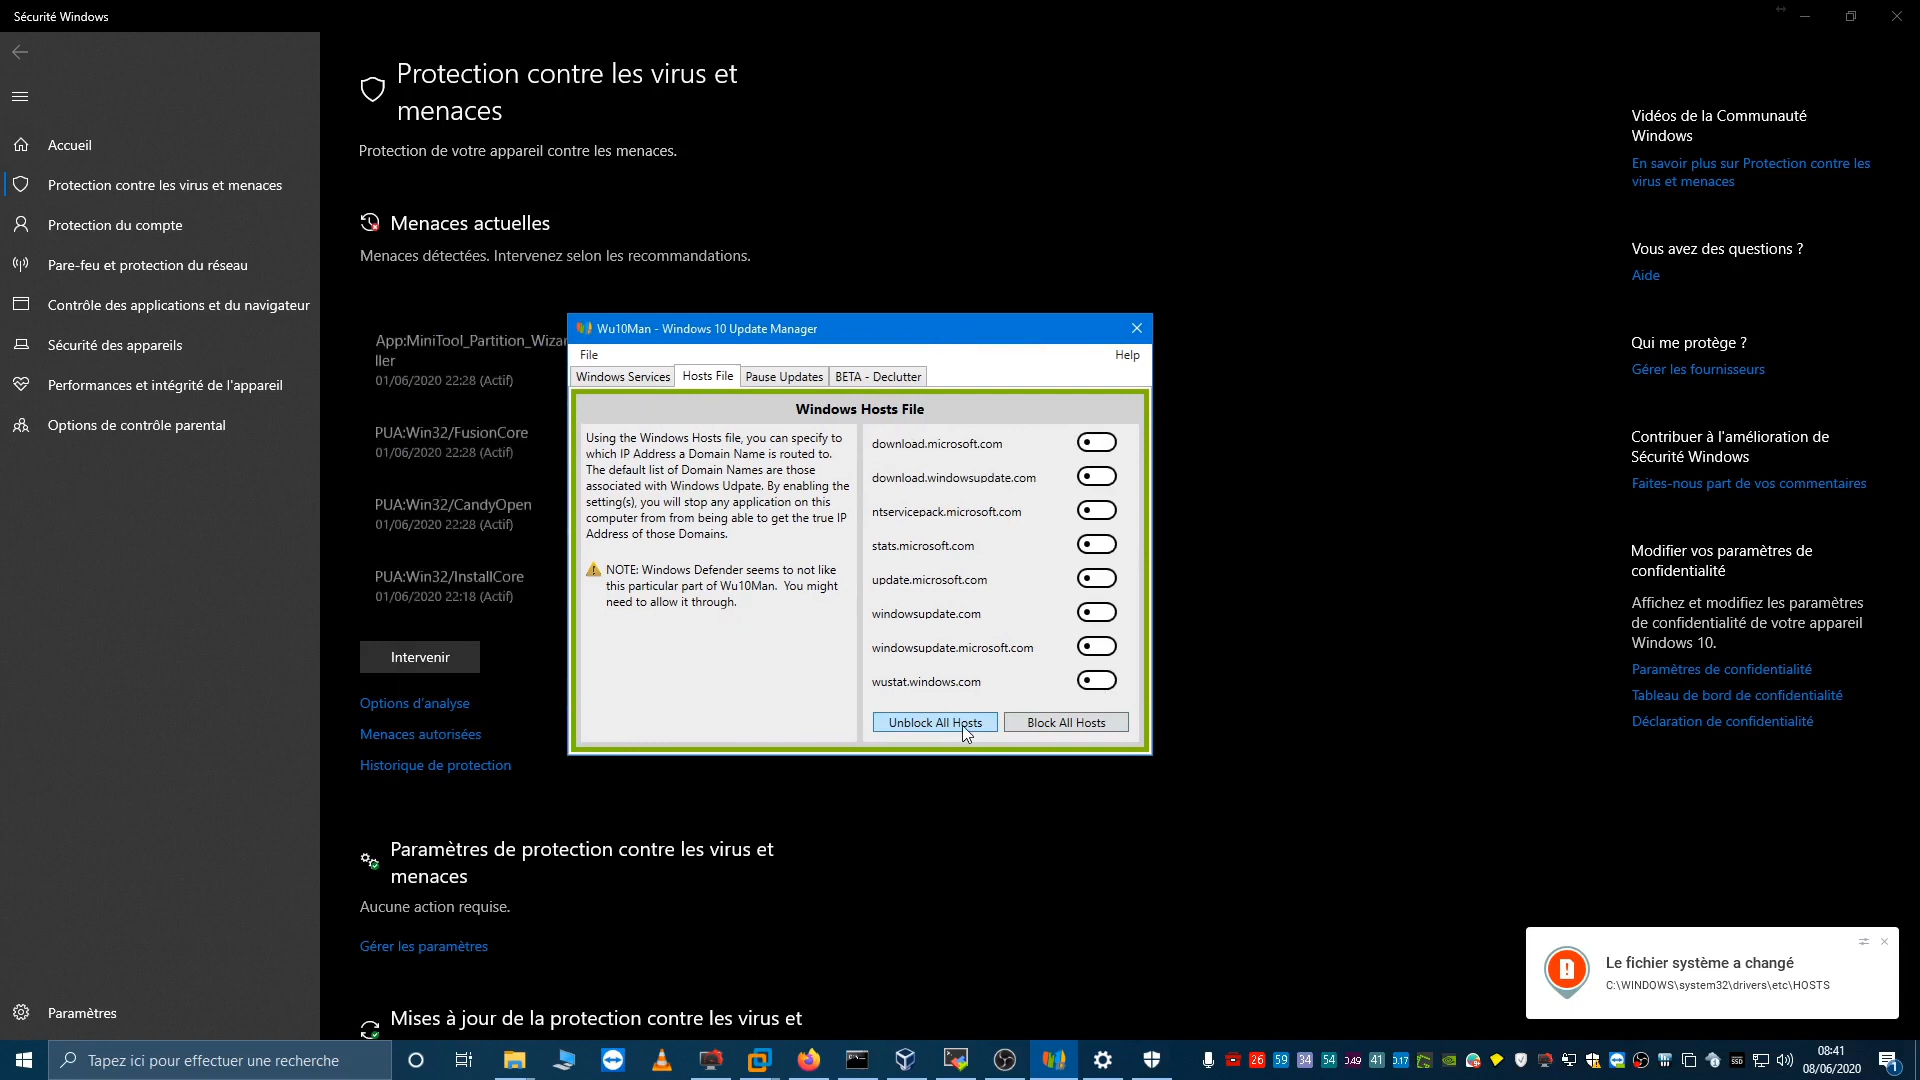 Sécurité Windows
Accueil
Protection contre les virus et menaces
Protection du compte
Pare-feu et protection du réseau
Contrôle des applications et du navigateur
Sécurité des appareils
Performances et intégrité de l'appareil
Options de contrôle parental
Paramètres
Protection contre les virus et
menaces
Protection de votre appareil contre les menaces.
Menaces actuelles
Menaces détectées. Intervenez selon les recommandations.
App:MiniTool_Partition_Wizar
ller
01/06/2020 22:28 (Actif)
PUA:Win32/FusionCore
01/06/2020 22:28 (Actif)
PUA:Win32/CandyOpen
01/06/2020 22:28 (Actif)
PUA:Win32/InstallCore
01/06/2020 22:18 (Actif)
Intervenir
Options d'analyse
Menaces autorisées
Historique de protection
Paramètres de protection contre les virus et
menaces
Aucune action requise.
Gérer les paramètres
Mises à jour de la protection contre les virus et
Wu10Man - Windows 10 Update Manager
File Help
Windows Services Hosts File Pause Updates BETA - Declutter
Windows Hosts File
Using the Windows Hosts file, you can specify to
which IP Address a Domain Name is routed to.
The default list of Domain Names are those
associated with Windows Udpate. By enabling the
setting(s), you will stop any application on this
computer from from being able to get the true IP
Address of those Domains.
NOTE: Windows Defender seems to not like
this particular part of Wu10Man. You might
need to allow it through.
download.microsoft.com
download.windowsupdate.com
ntservicepack.microsoft.com
stats.microsoft.com
update.microsoft.com
windowsupdate.com
windowsupdate.microsoft.com
wustat.windows.com
Unblock All Hosts Block All Hosts
Vidéos de la Communauté
Windows
En savoir plus sur Protection contre les
virus et menaces
Vous avez des questions ?
Aide
Qui me protège ?
Gérer les fournisseurs
Contribuer à l'amélioration de
Sécurité Windows
Faites-nous part de vos commentaires
Modifier vos paramètres de
confidentialité
Affichez et modifiez les paramètres
de confidentialité de votre appareil
Windows 10.
Paramètres de confidentialité
Tableau de bord de confidentialité
Déclaration de confidentialité
Le fichier système a changé
C:\WINDOWS\system32\drivers\etc\HOSTS
Tapez ici pour effectuer une recherche
26 59 34 54 0.49 41 0.17
SSD
08:41
08/06/2020
1